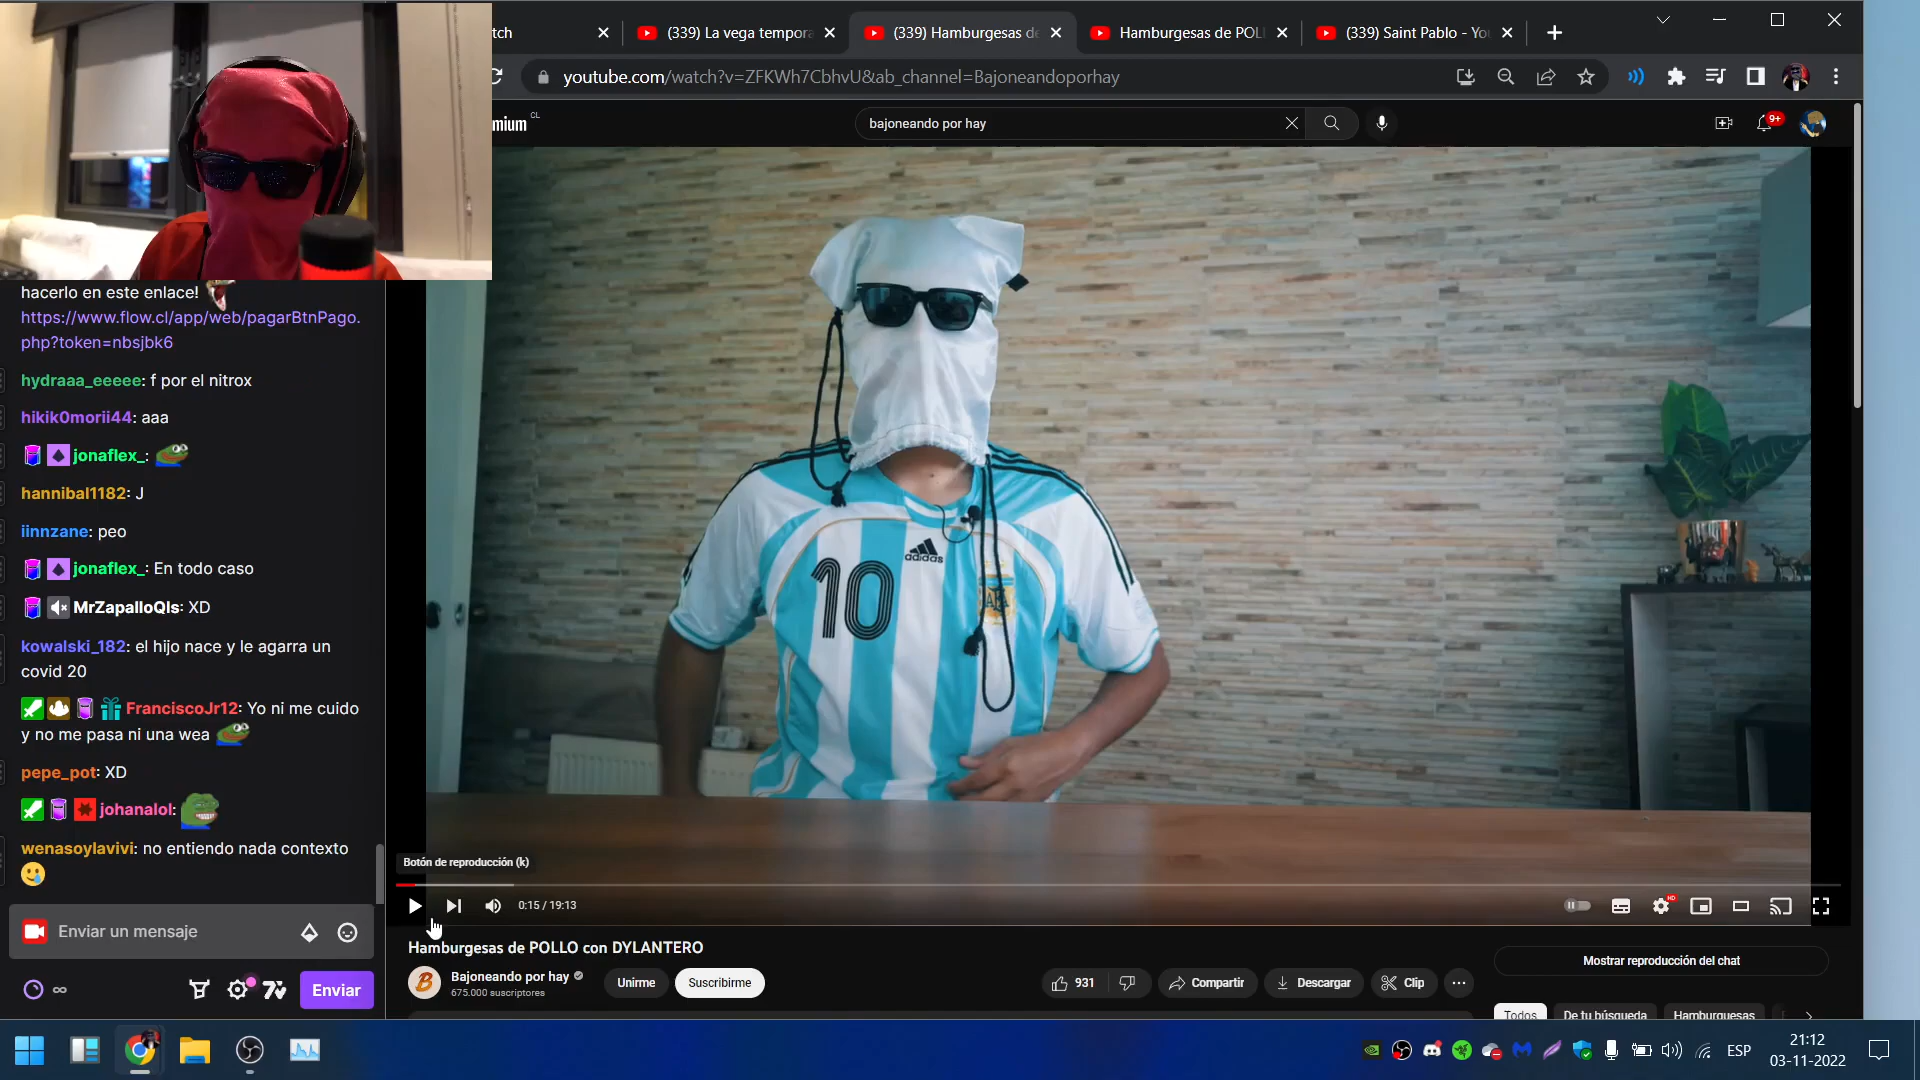 tch
(339) La vega tempora
(339) Hamburgesas de
Hamburgesas de POL
(339) Saint Pablo - Yo
youtube.com/watch?v=ZFKWh7CbhvU&ab_channel=Bajoneandoporhay
mium CL
bajoneando por hay
9+
hacerlo en este enlace!
https://www.flow.cl/app/web/pagarBtnPago.
php?token=nbsjbk6
hydraaa_eeeee: f por el nitrox
hikik0morii44: aaa
jonaflex_:
hannibal1182: J
iinnzane: peo
jonaflex_: En todo caso
MrZapalloQls: XD
kowalski_182: el hijo nace y le agarra un
covid 20
FranciscoJr12: Yo ni me cuido
y no me pasa ni una wea
pepe_pot: XD
johanalol:
wenasoylavivi: no entiendo nada contexto
Enviar un mensaje
Enviar
adidas
10
AFA
Botón de reproducción (k)
0:15 / 19:13
HD
Hamburgesas de POLLO con DYLANTERO
Bajoneando por hay
675.000 suscriptores
Unirme
Suscribirme
931
Compartir
Descargar
Clip
Mostrar reproducción del chat
Todos
De tu búsqueda
Hamburguesas
ESP
21:12
03-11-2022